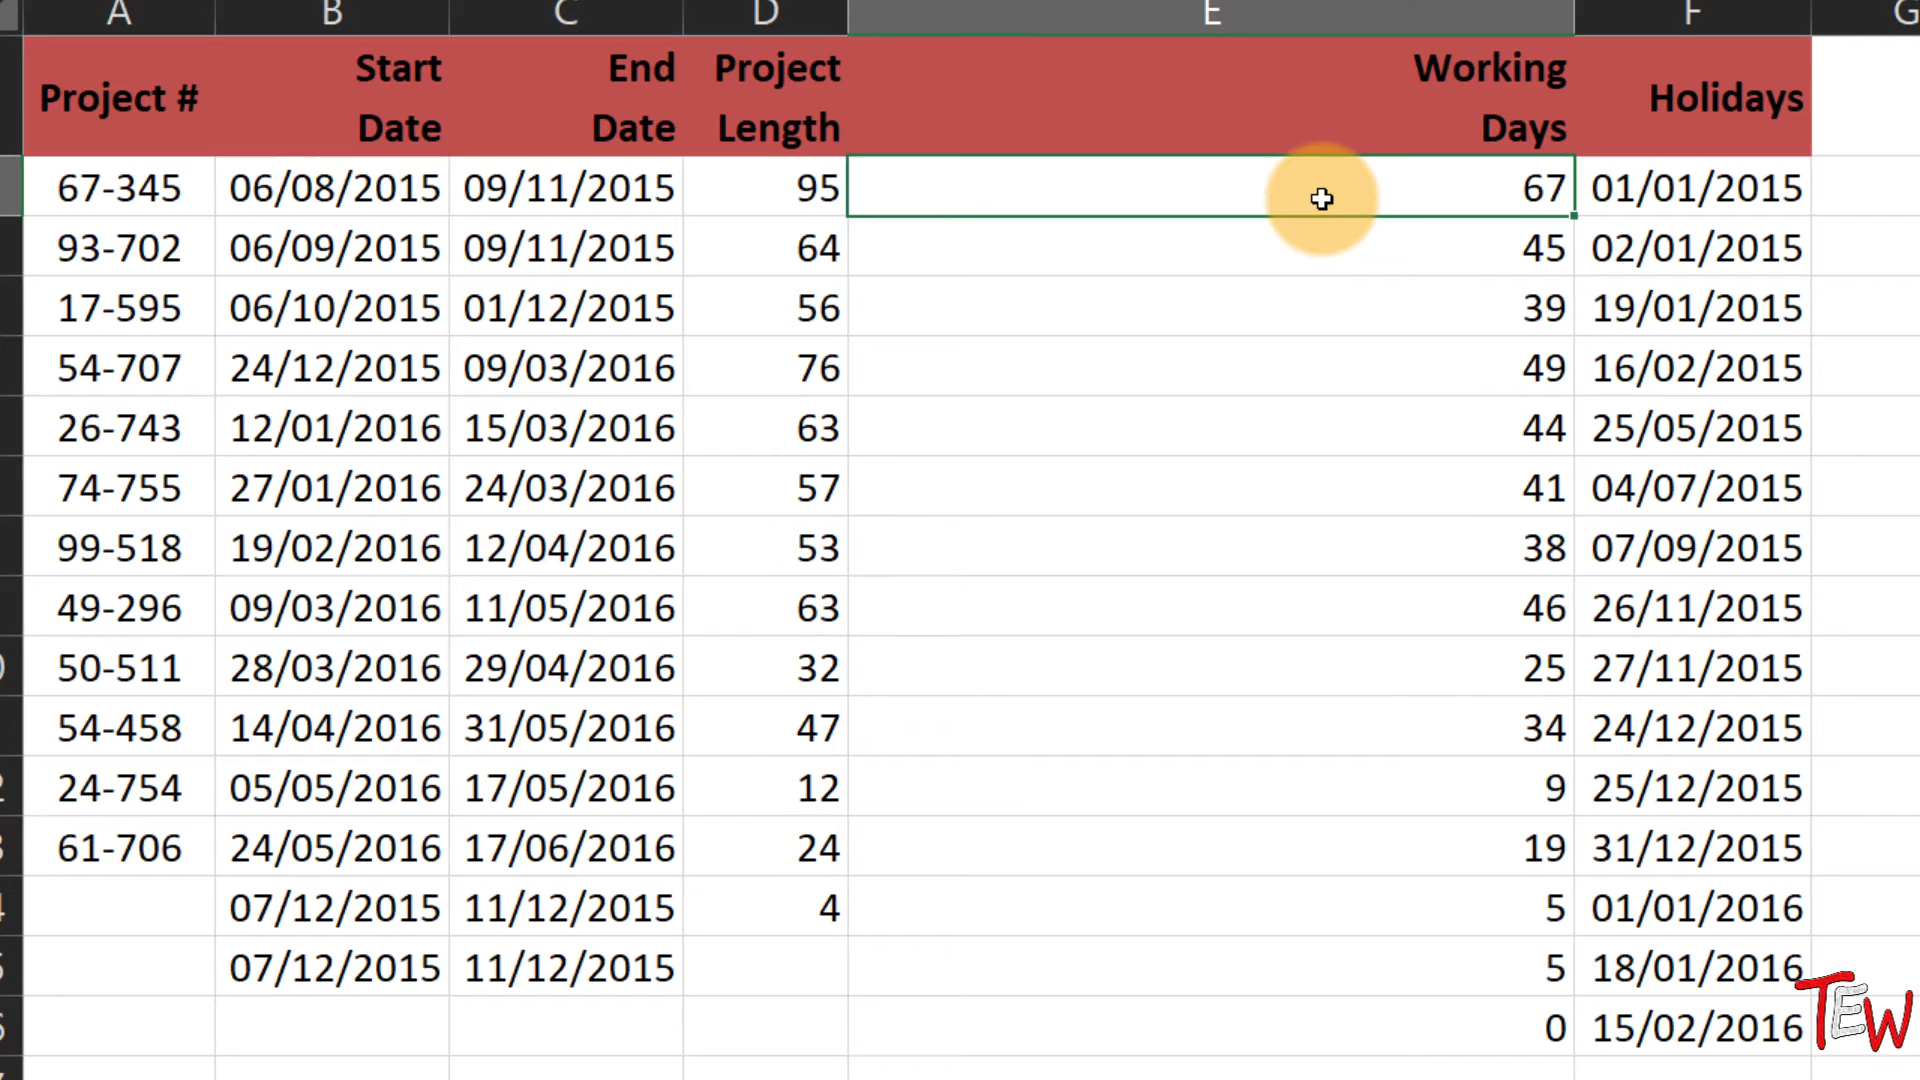 A B C D E F G
Project # Start Date End Date Project Length Working Days Holidays
67-345 06/08/2015 09/11/2015 95 67 01/01/2015
93-702 06/09/2015 09/11/2015 64 45 02/01/2015
17-595 06/10/2015 01/12/2015 56 39 19/01/2015
54-707 24/12/2015 09/03/2016 76 49 16/02/2015
26-743 12/01/2016 15/03/2016 63 44 25/05/2015
74-755 27/01/2016 24/03/2016 57 41 04/07/2015
99-518 19/02/2016 12/04/2016 53 38 07/09/2015
49-296 09/03/2016 11/05/2016 63 46 26/11/2015
50-511 28/03/2016 29/04/2016 32 25 27/11/2015
54-458 14/04/2016 31/05/2016 47 34 24/12/2015
24-754 05/05/2016 17/05/2016 12 9 25/12/2015
61-706 24/05/2016 17/06/2016 24 19 31/12/2015
07/12/2015 11/12/2015 4 5 01/01/2016
07/12/2015 11/12/2015 5 18/01/2016
0 15/02/2016
TEW